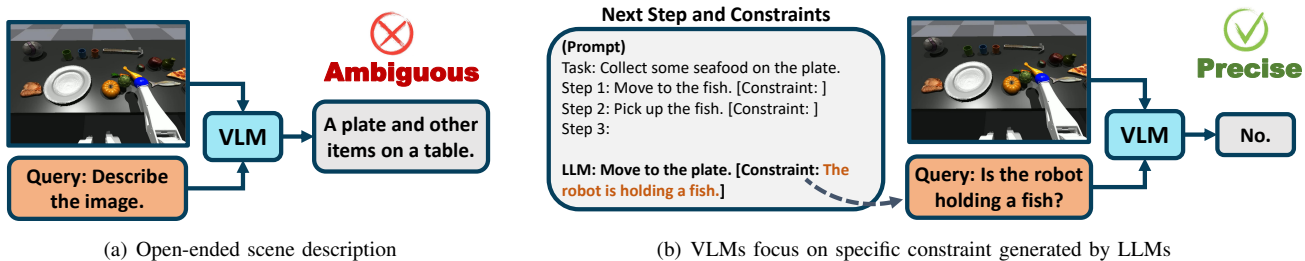 Ambiguous
VLM
A plate and other
items on a table.
Query: Describe
the image.
(a) Open-ended scene description
Next Step and Constraints
(Prompt)
Task: Collect some seafood on the plate.
Step 1: Move to the fish. [Constraint: ]
Step 2: Pick up the fish. [Constraint: ]
Step 3:
LLM: Move to the plate. [Constraint: The
robot is holding a fish.]
Precise
VLM
No.
Query: Is the robot
holding a fish?
(b) VLMs focus on specific constraint generated by LLMs